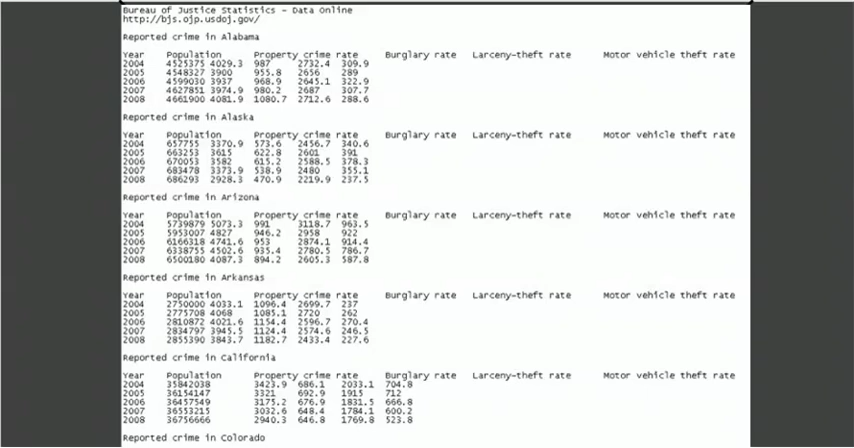 Bureau of Justice Statistics - Data Online
http://bjs.ojp.usdoj.gov/
Reported crime in Alabama
Year Population Property crime rate Burglary rate Larceny-theft rate Motor vehicle theft rate
2004 4525375 4029.3 987 2732.4 309.9
2005 4548327 3900 955.8 2656 289
2006 4599030 3937 968.9 2645.1 322.9
2007 4627851 3974.9 980.2 2687 307.7
2008 4661900 4081.9 1080.7 2712.6 288.6
Reported crime in Alaska
Year Population Property crime rate Burglary rate Larceny-theft rate Motor vehicle theft rate
2004 657755 3370.9 573.6 2456.7 340.6
2005 663253 3615 622.8 2601 391
2006 670053 3582 615.2 2588.5 378.3
2007 683478 3373.9 538.9 2480 355.1
2008 686293 2928.3 470.9 2219.9 237.5
Reported crime in Arizona
Year Population Property crime rate Burglary rate Larceny-theft rate Motor vehicle theft rate
2004 5739879 5073.3 991 3118.7 963.5
2005 5953007 4827 946.2 2958 922
2006 6166318 4741.6 953 2874.1 914.4
2007 6338755 4502.6 935.4 2780.5 786.7
2008 6500180 4087.3 894.2 2605.3 587.8
Reported crime in Arkansas
Year Population Property crime rate Burglary rate Larceny-theft rate Motor vehicle theft rate
2004 2750000 4033.1 1096.4 2699.7 237
2005 2775708 4068 1085.1 2720 262
2006 2810872 4021.6 1154.4 2596.7 270.4
2007 2834797 3945.5 1124.4 2574.6 246.5
2008 2855390 3843.7 1182.7 2433.4 227.6
Reported crime in California
Year Population Property crime rate Burglary rate Larceny-theft rate Motor vehicle theft rate
2004 35842038 3423.9 686.1 2033.1 704.8
2005 36154147 3321 692.9 1915 712
2006 36457549 3175.2 676.9 1831.5 666.8
2007 36553215 3032.6 648.4 1784.1 600.2
2008 36756666 2940.3 646.8 1769.8 523.8
Reported crime in Colorado